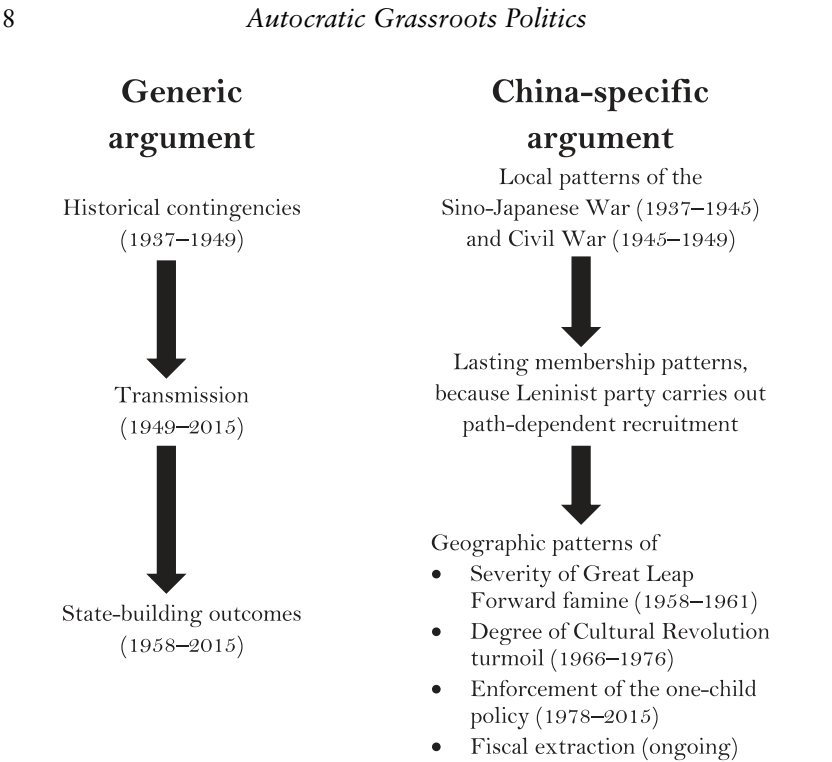 8
Autocratic Grassroots Politics
Generic
argument
Historical contingencies
(1937–1949)
Transmission
(1949–2015)
State-building outcomes
(1958–2015)
China-specific
argument
Local patterns of the
Sino-Japanese War (1937–1945)
and Civil War (1945–1949)
Lasting membership patterns,
because Leninist party carries out
path-dependent recruitment
Geographic patterns of
• Severity of Great Leap
Forward famine (1958–1961)
• Degree of Cultural Revolution
turmoil (1966–1976)
• Enforcement of the one-child
policy (1978–2015)
• Fiscal extraction (ongoing)